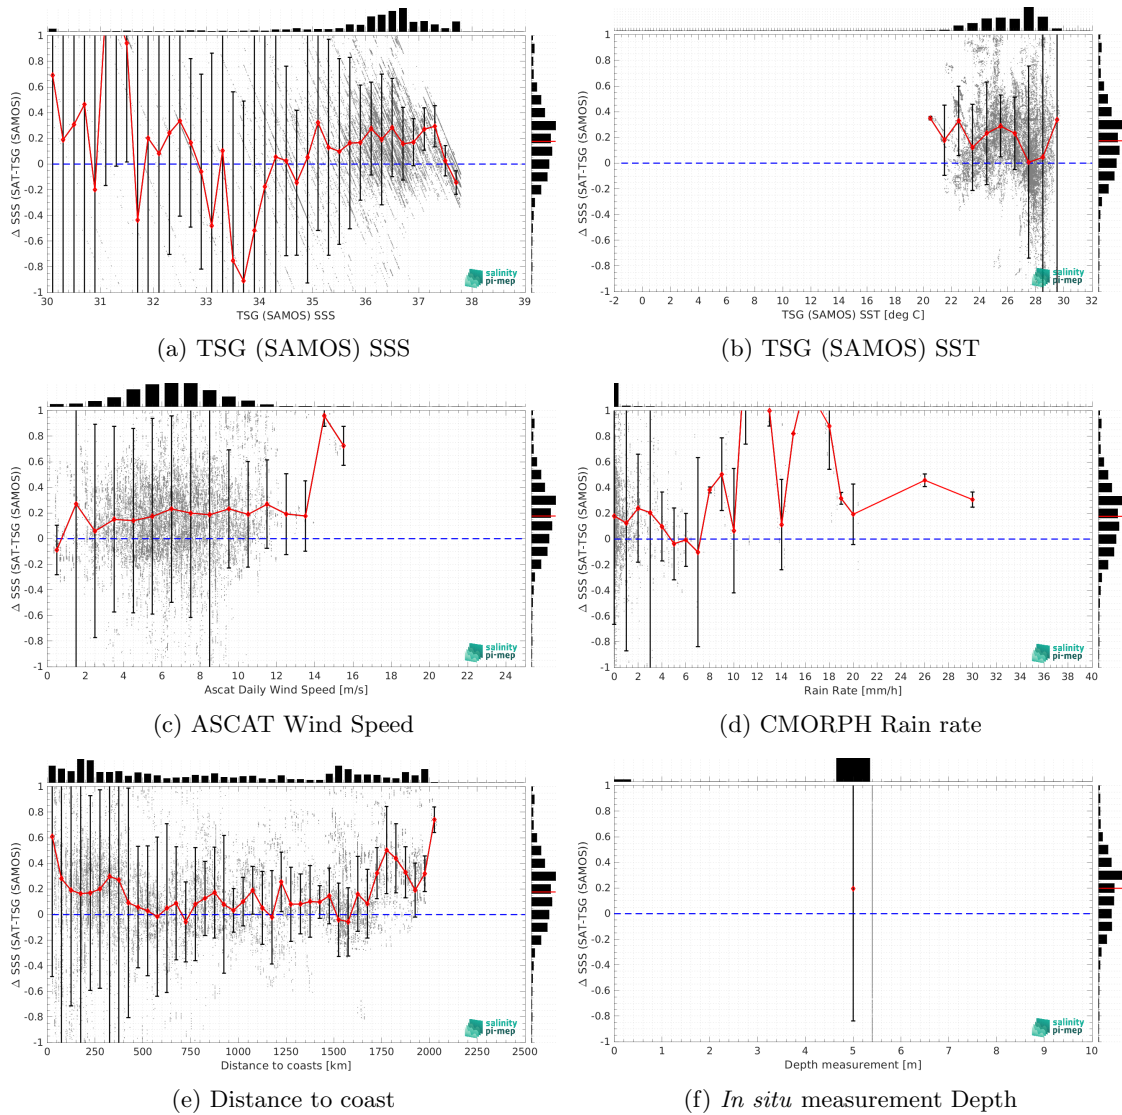 Δ SSS (SAT-TSG (SAMOS))
1
0.8
0.6
0.4
0.2
0
-0.2
-0.4
-0.6
-0.8
-1
30 31 32 33 34 35 36 37 38 39
TSG (SAMOS) SSS
salinity
pi-mep
(a) TSG (SAMOS) SSS
Δ SSS (SAT-TSG (SAMOS))
1
0.8
0.6
0.4
0.2
0
-0.2
-0.4
-0.6
-0.8
-1
-2 0 2 4 6 8 10 12 14 16 18 20 22 24 26 28 30 32
TSG (SAMOS) SST [deg C]
salinity
pi-mep
(b) TSG (SAMOS) SST
Δ SSS (SAT-TSG (SAMOS))
1
0.8
0.6
0.4
0.2
0
-0.2
-0.4
-0.6
-0.8
-1
0 2 4 6 8 10 12 14 16 18 20 22 24
Ascat Daily Wind Speed [m/s]
salinity
pi-mep
(c) ASCAT Wind Speed
Δ SSS (SAT-TSG (SAMOS))
1
0.8
0.6
0.4
0.2
0
-0.2
-0.4
-0.6
-0.8
-1
0 2 4 6 8 10 12 14 16 18 20 22 24 26 28 30 32 34 36 38 40
Rain Rate [mm/h]
salinity
pi-mep
(d) CMORPH Rain rate
Δ SSS (SAT-TSG (SAMOS))
1
0.8
0.6
0.4
0.2
0
-0.2
-0.4
-0.6
-0.8
-1
0 250 500 750 1000 1250 1500 1750 2000 2250 2500
Distance to coasts [km]
salinity
pi-mep
(e) Distance to coast
Δ SSS (SAT-TSG (SAMOS))
1
0.8
0.6
0.4
0.2
0
-0.2
-0.4
-0.6
-0.8
-1
0 1 2 3 4 5 6 7 8 9 10
Depth measurement [m]
salinity
pi-mep
(f) In situ measurement Depth